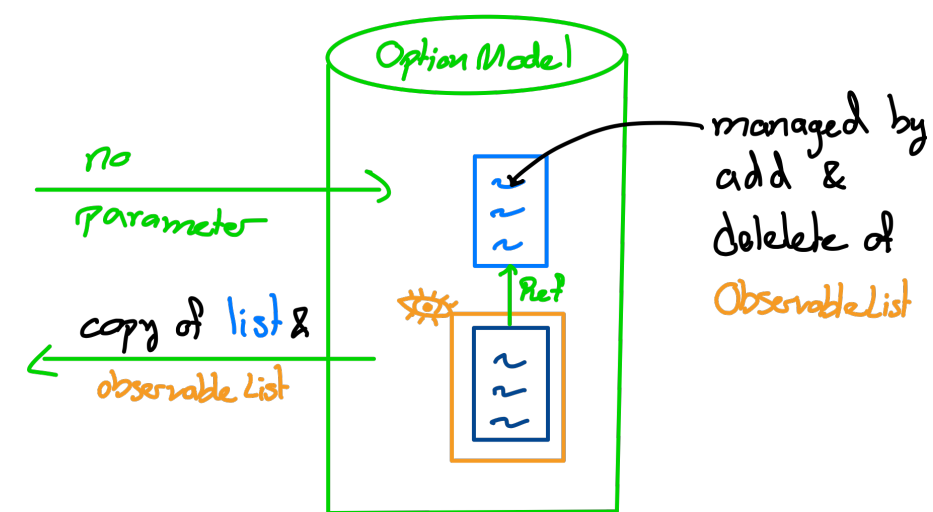 Option Model
no
parameter
managed by
add &
delelete of
ObservableList
Ref
copy of list &
observable List